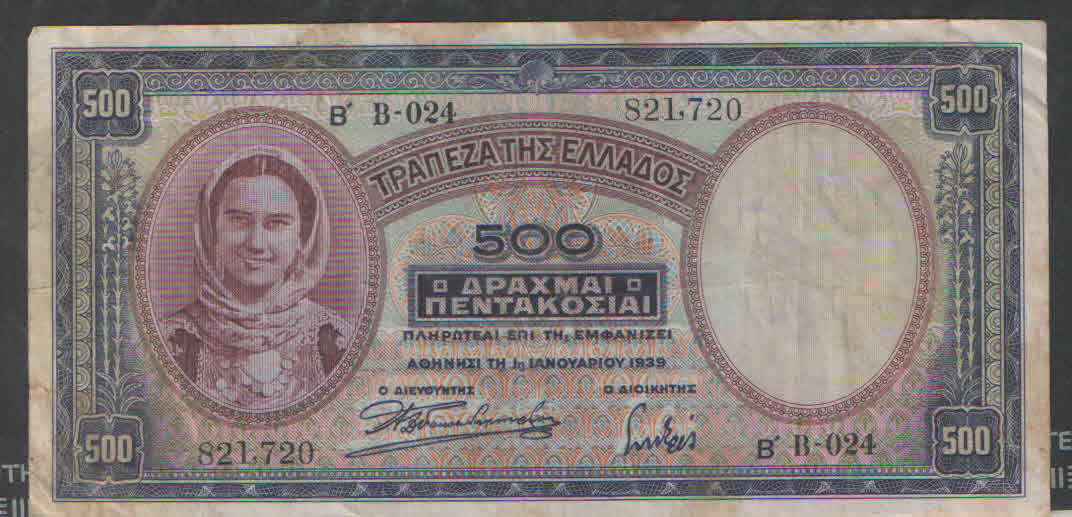 500 500
Β΄ Β-024 821,720
ΤΡΑΠΕΖΑ ΤΗΣ ΕΛΛΑΔΟΣ
500
ΔΡΑΧΜΑΙ
ΠΕΝΤΑΚΟΣΙΑΙ
ΠΛΗΡΩΤΕΑΙ ΕΠΙ ΤΗι ΕΜΦΑΝΙΣΕΙ
ΑΘΗΝΗΣΙ ΤΗ 1η ΙΑΝΟΥΑΡΙΟΥ 1939
Ο ΔΙΕΥΘΥΝΤΗΣ Ο ΔΙΟΙΚΗΤΗΣ
821,720 Β΄ Β-024
500 500